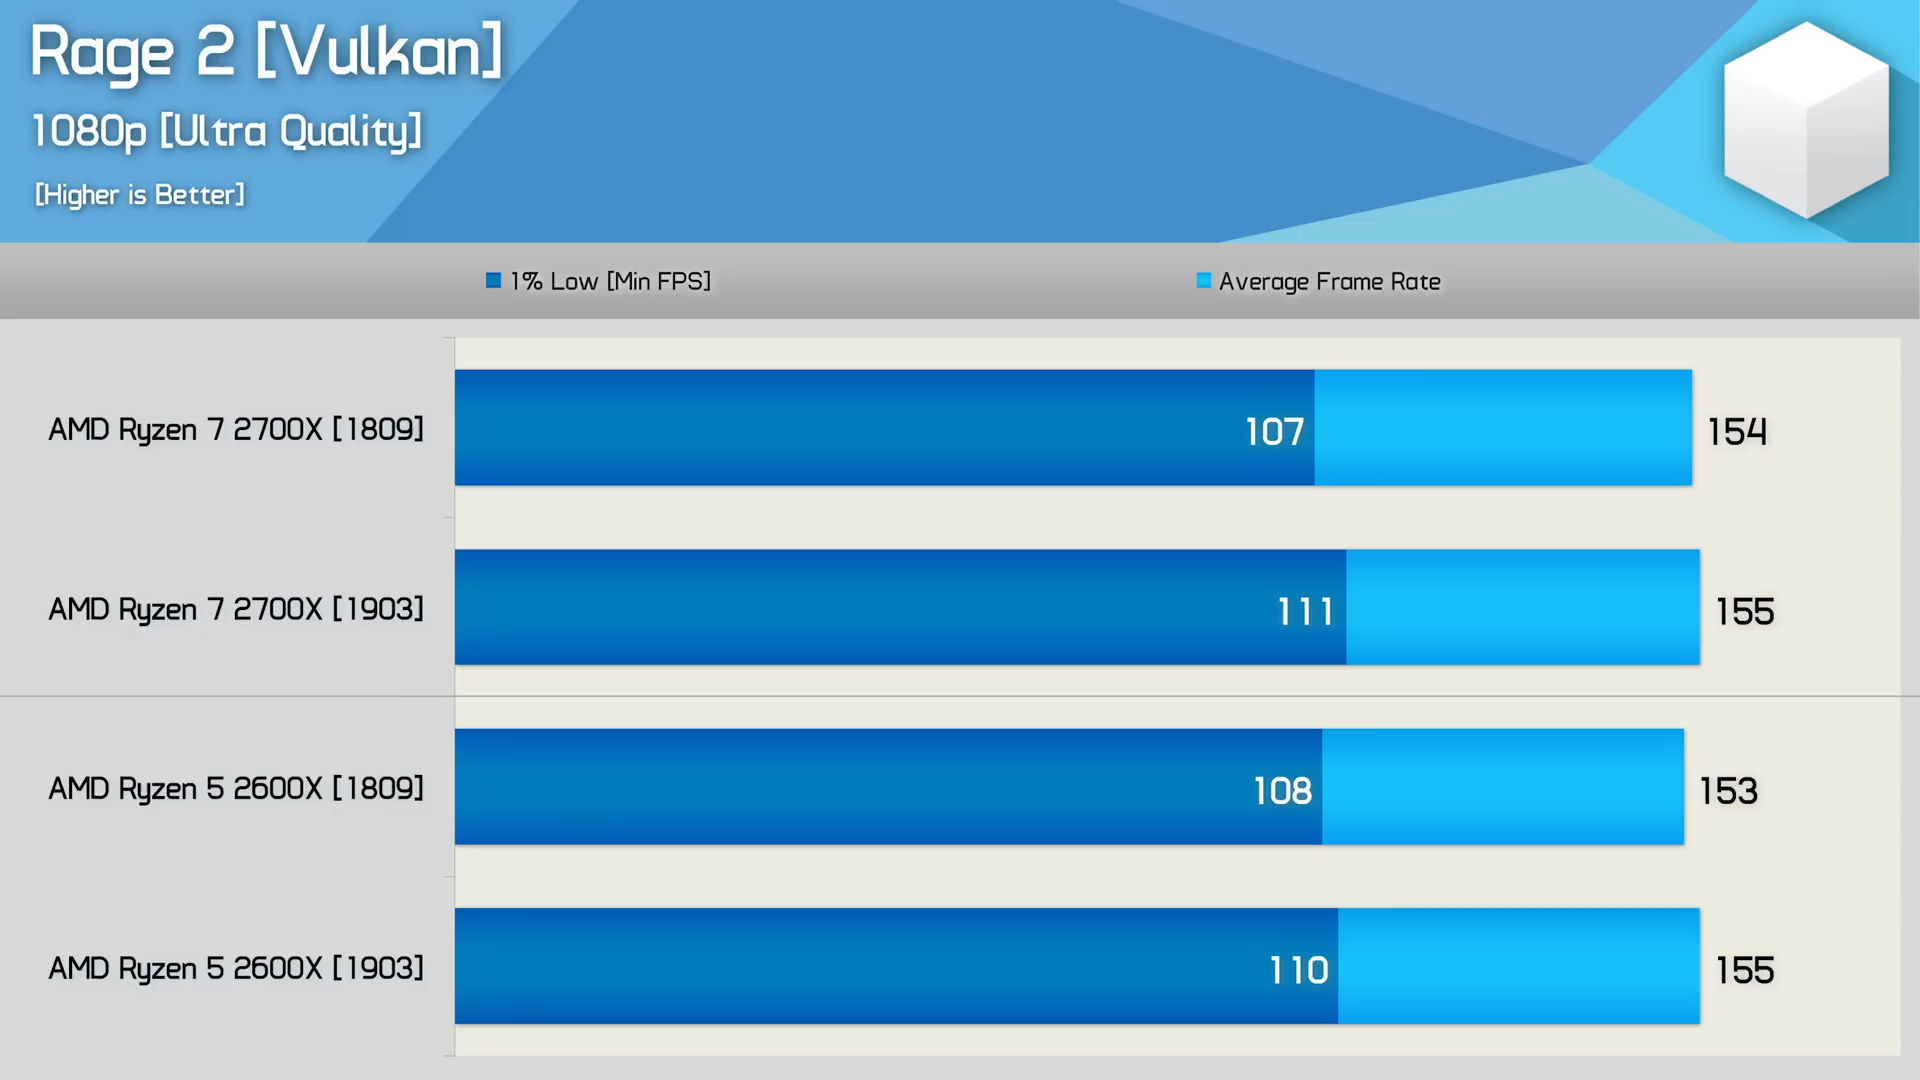 Rage 2 [Vulkan]
1080p [Ultra Quality]
[Higher is Better]
1% Low [Min FPS]
Average Frame Rate
AMD Ryzen 7 2700X [1809]
107
154
AMD Ryzen 7 2700X [1903]
111
155
AMD Ryzen 5 2600X [1809]
108
153
AMD Ryzen 5 2600X [1903]
110
155